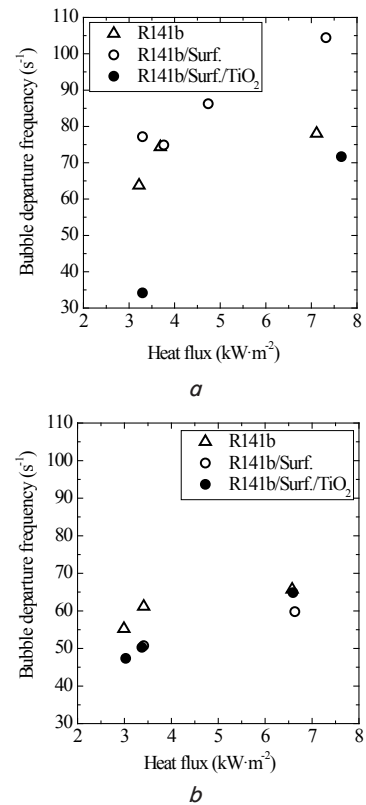 110
R141b
100
R141b/Surf.
90
R141b/Surf./TiO₂
80
70
60
50
40
30
2 3 4 5 6 7 8
Bubble departure frequency (s⁻¹)
Heat flux (kW·m⁻²)
a
110
R141b
100
R141b/Surf.
90
R141b/Surf./TiO₂
80
70
60
50
40
30
2 3 4 5 6 7 8
Bubble departure frequency (s⁻¹)
Heat flux (kW·m⁻²)
b